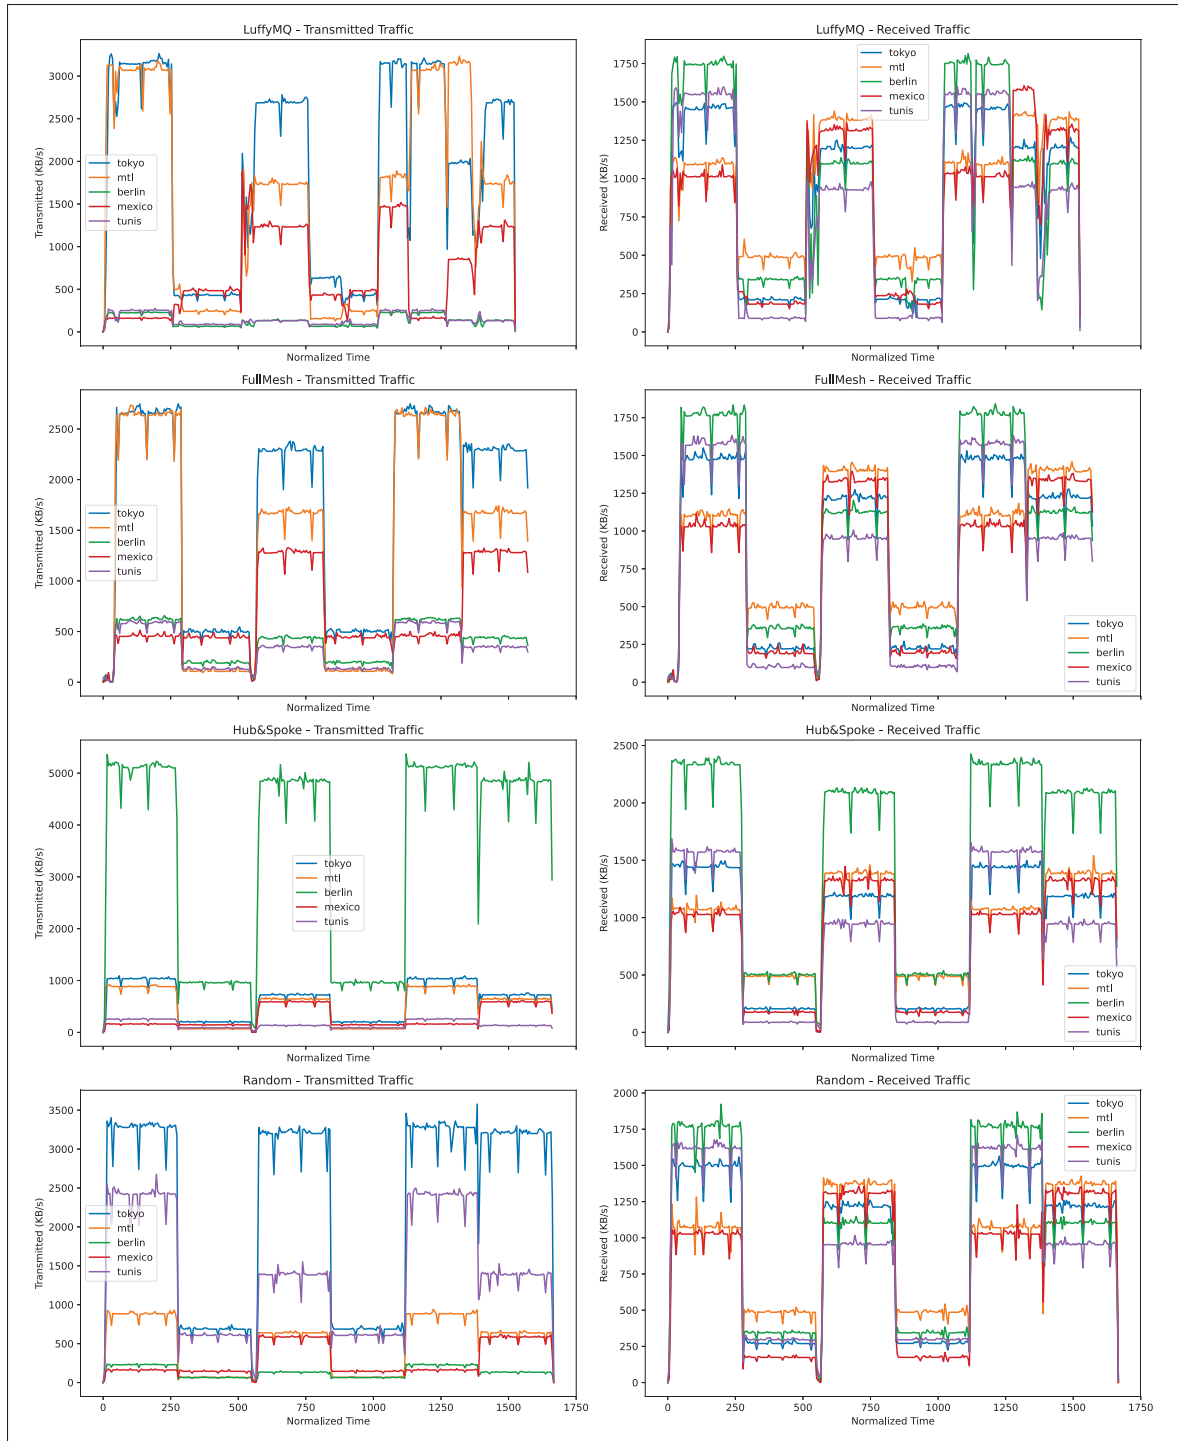 LuffyMQ - Transmitted Traffic
Transmitted (KB/s)
3000
2500
2000
1500
1000
500
0
tokyo
mtl
berlin
mexico
tunis
Normalized Time
LuffyMQ - Received Traffic
Received (KB/s)
1750
1500
1250
1000
750
500
250
0
tokyo
mtl
berlin
mexico
tunis
Normalized Time
FullMesh - Transmitted Traffic
Transmitted (KB/s)
2500
2000
1500
1000
500
0
tokyo
mtl
berlin
mexico
tunis
Normalized Time
FullMesh - Received Traffic
Received (KB/s)
1750
1500
1250
1000
750
500
250
0
tokyo
mtl
berlin
mexico
tunis
Normalized Time
Hub&Spoke - Transmitted Traffic
Transmitted (KB/s)
5000
4000
3000
2000
1000
0
tokyo
mtl
berlin
mexico
tunis
Normalized Time
Hub&Spoke - Received Traffic
Received (KB/s)
2500
2000
1500
1000
500
0
tokyo
mtl
berlin
mexico
tunis
Normalized Time
Random - Transmitted Traffic
Transmitted (KB/s)
3500
3000
2500
2000
1500
1000
500
0
tokyo
mtl
berlin
mexico
tunis
0 250 500 750 1000 1250 1500 1750
Normalized Time
Random - Received Traffic
Received (KB/s)
2000
1750
1500
1250
1000
750
500
250
0
tokyo
mtl
berlin
mexico
tunis
0 250 500 750 1000 1250 1500 1750
Normalized Time